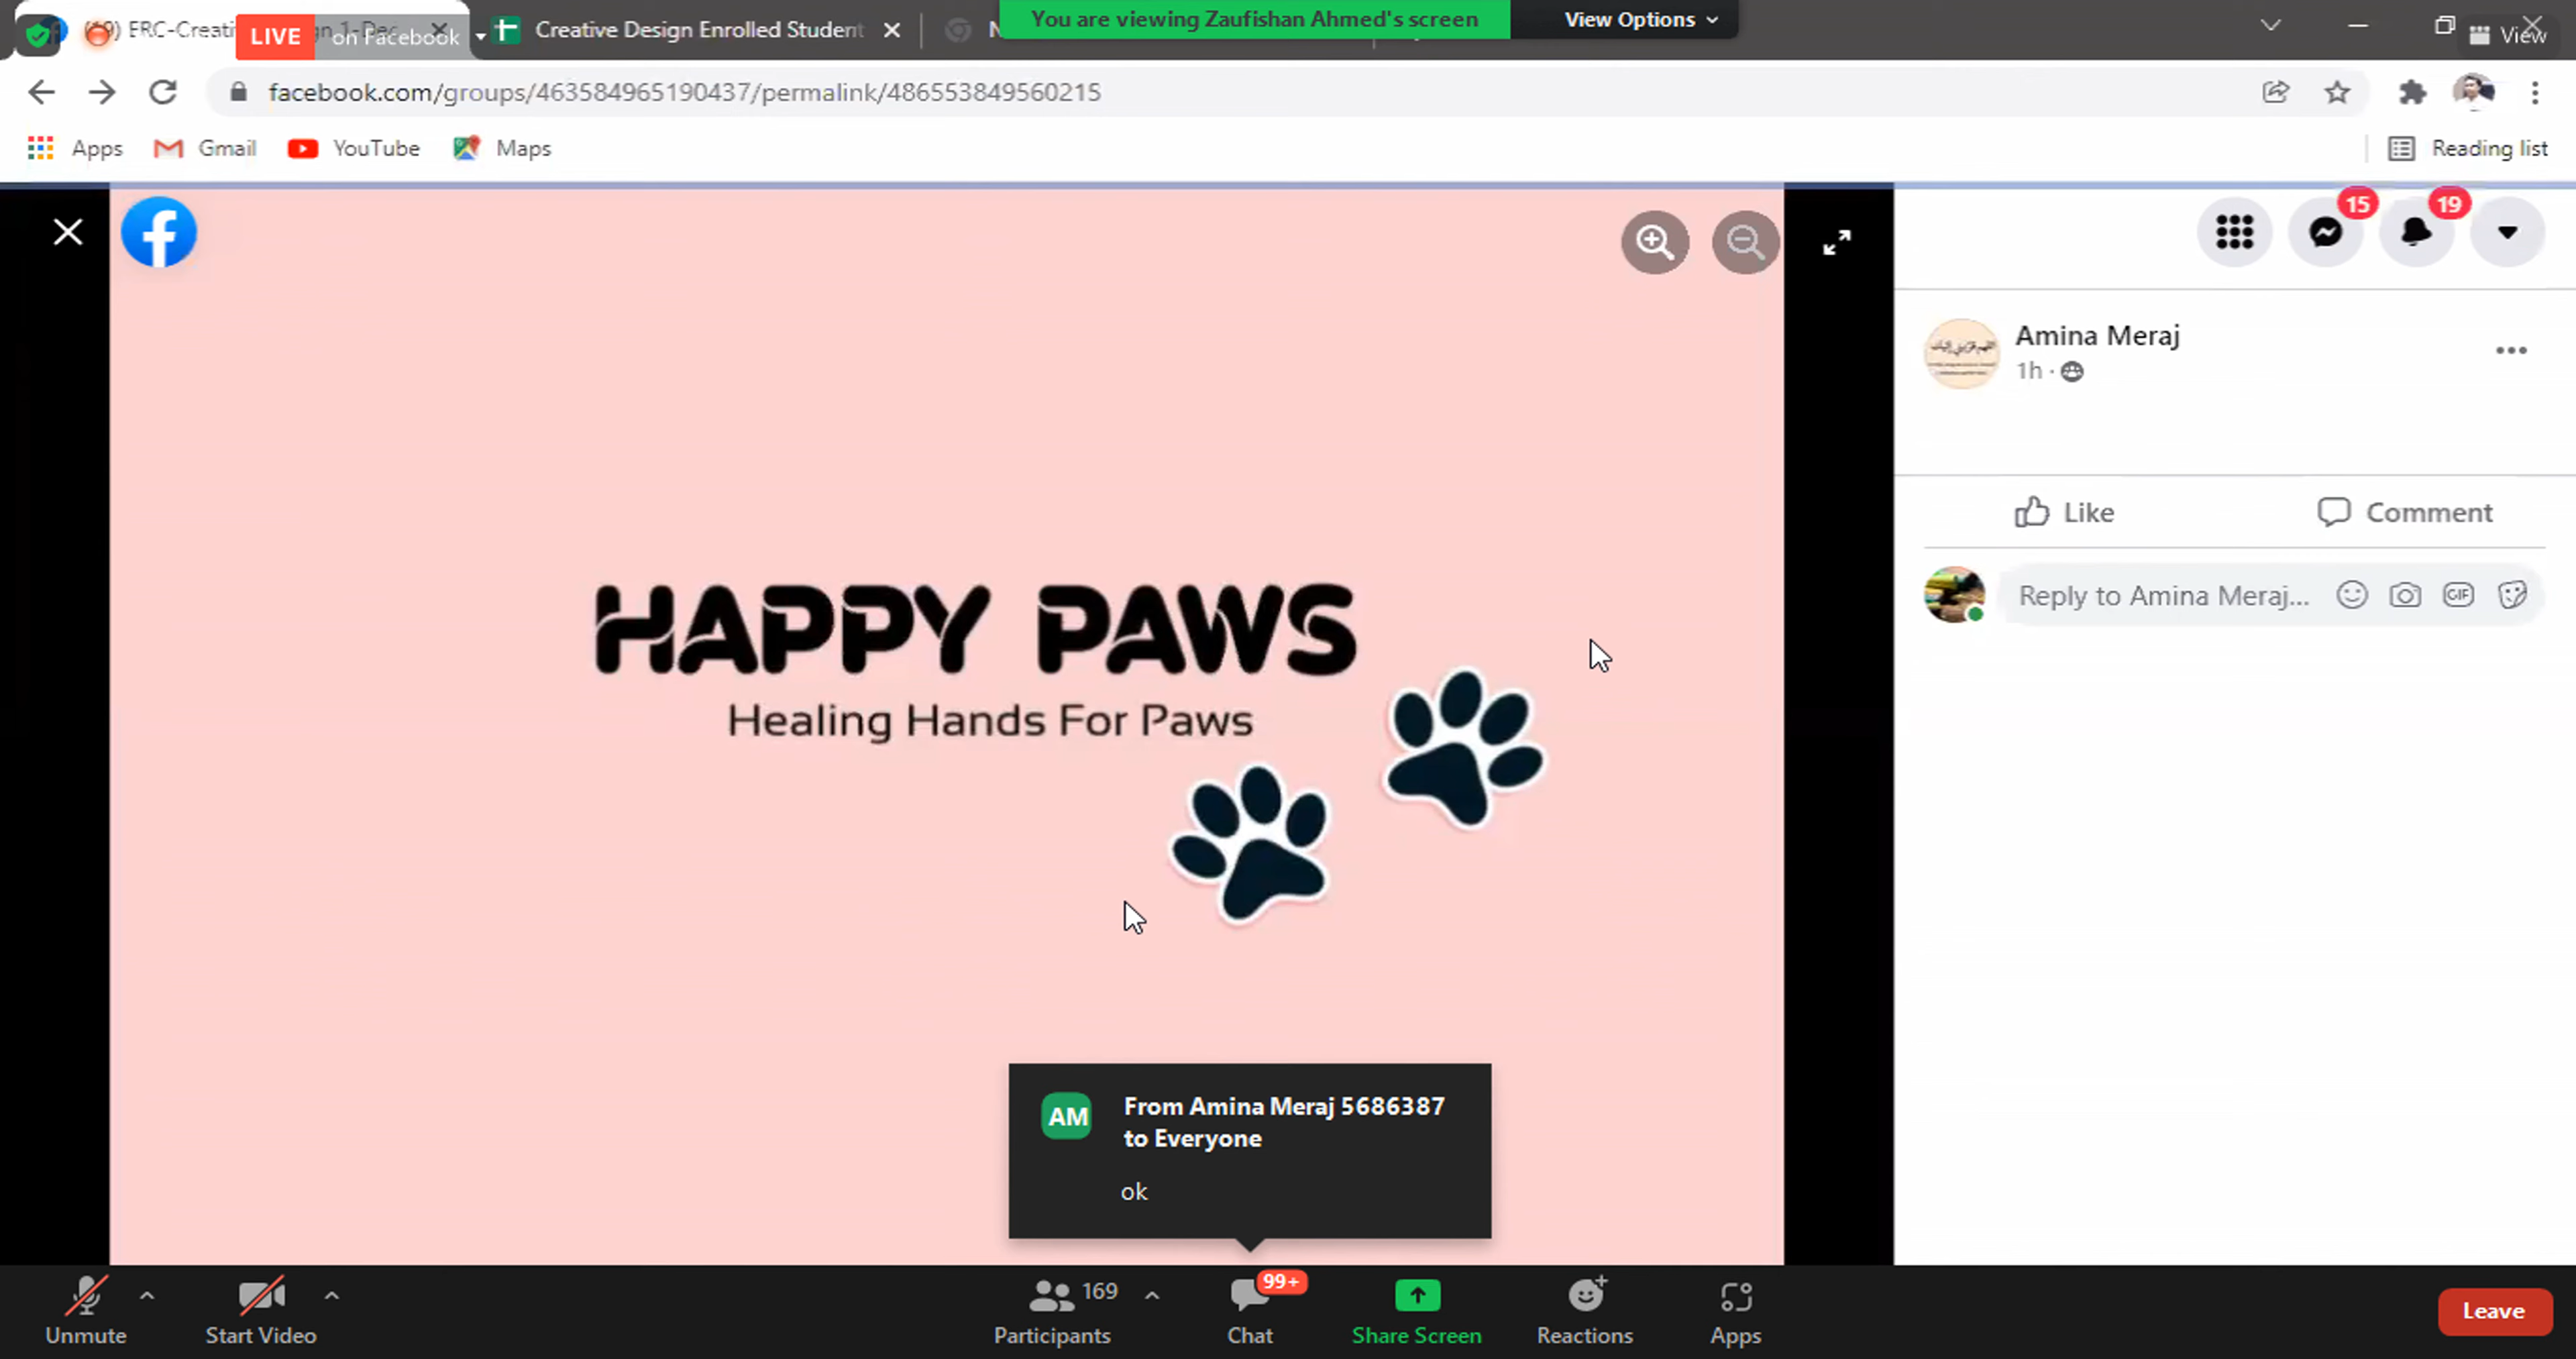 LIVE on Facebook
Creative Design Enrolled Student
You are viewing Zaufishan Ahmed's screen
View Options
View
facebook.com/groups/463584965190437/permalink/486553849560215
Apps
Gmail
YouTube
Maps
Reading list
15
19
Amina Meraj
1h
Like
Comment
Reply to Amina Meraj...
GIF
HAPPY PAWS
Healing Hands For Paws
AM
From Amina Meraj 5686387
to Everyone
ok
Unmute
Start Video
169
Participants
99+
Chat
Share Screen
Reactions
Apps
Leave